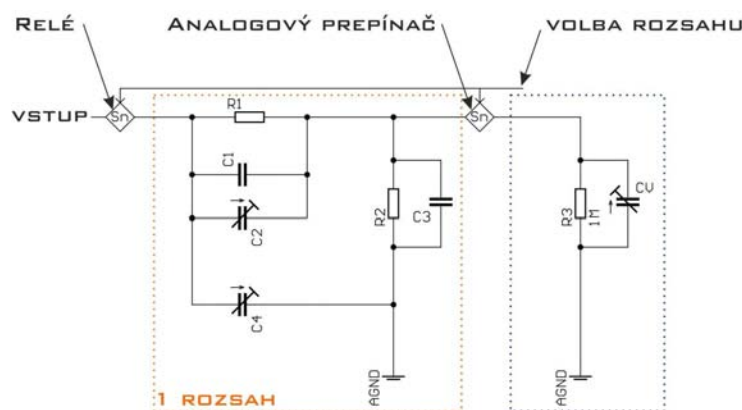 RELÉ
ANALOGOVÝ PREPÍNAČ
VOLBA ROZSAHU
VSTUP
Sn
R1
Sn
C1
C2
R2
C3
R3
1M
CV
C4
AGND
AGND
1 ROZSAH